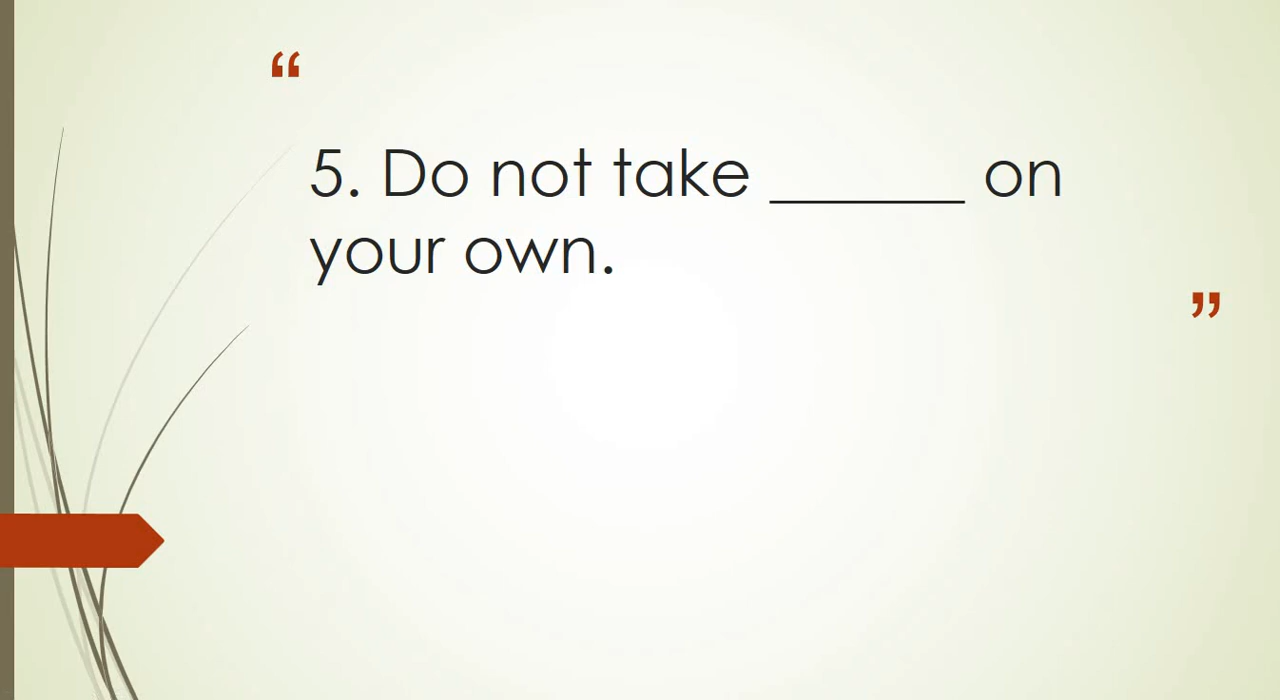 “
5. Do not take ______ on
your own.
”